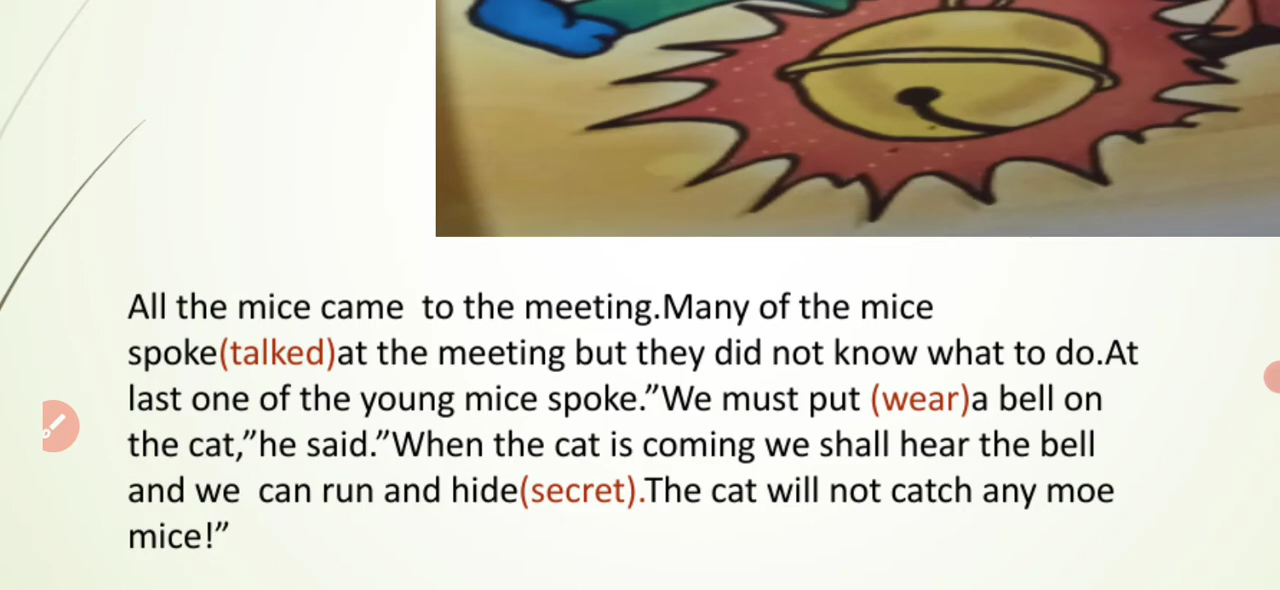 All the mice came  to the meeting.Many of the mice
spoke(talked)at the meeting but they did not know what to do.At
last one of the young mice spoke.”We must put (wear)a bell on
the cat,”he said.”When the cat is coming we shall hear the bell
and we  can run and hide(secret).The cat will not catch any moe
mice!”